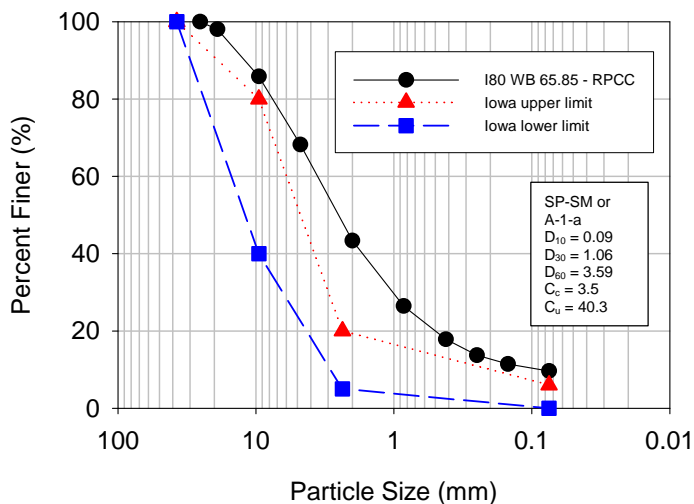 Percent Finer (%)
100
80
60
40
20
0
I80 WB 65.85 - RPCC
Iowa upper limit
Iowa lower limit
SP-SM or
A-1-a
D₁₀ = 0.09
D₃₀ = 1.06
D₆₀ = 3.59
C꜀ = 3.5
Cᵤ = 40.3
100 10 1 0.1 0.01
Particle Size (mm)